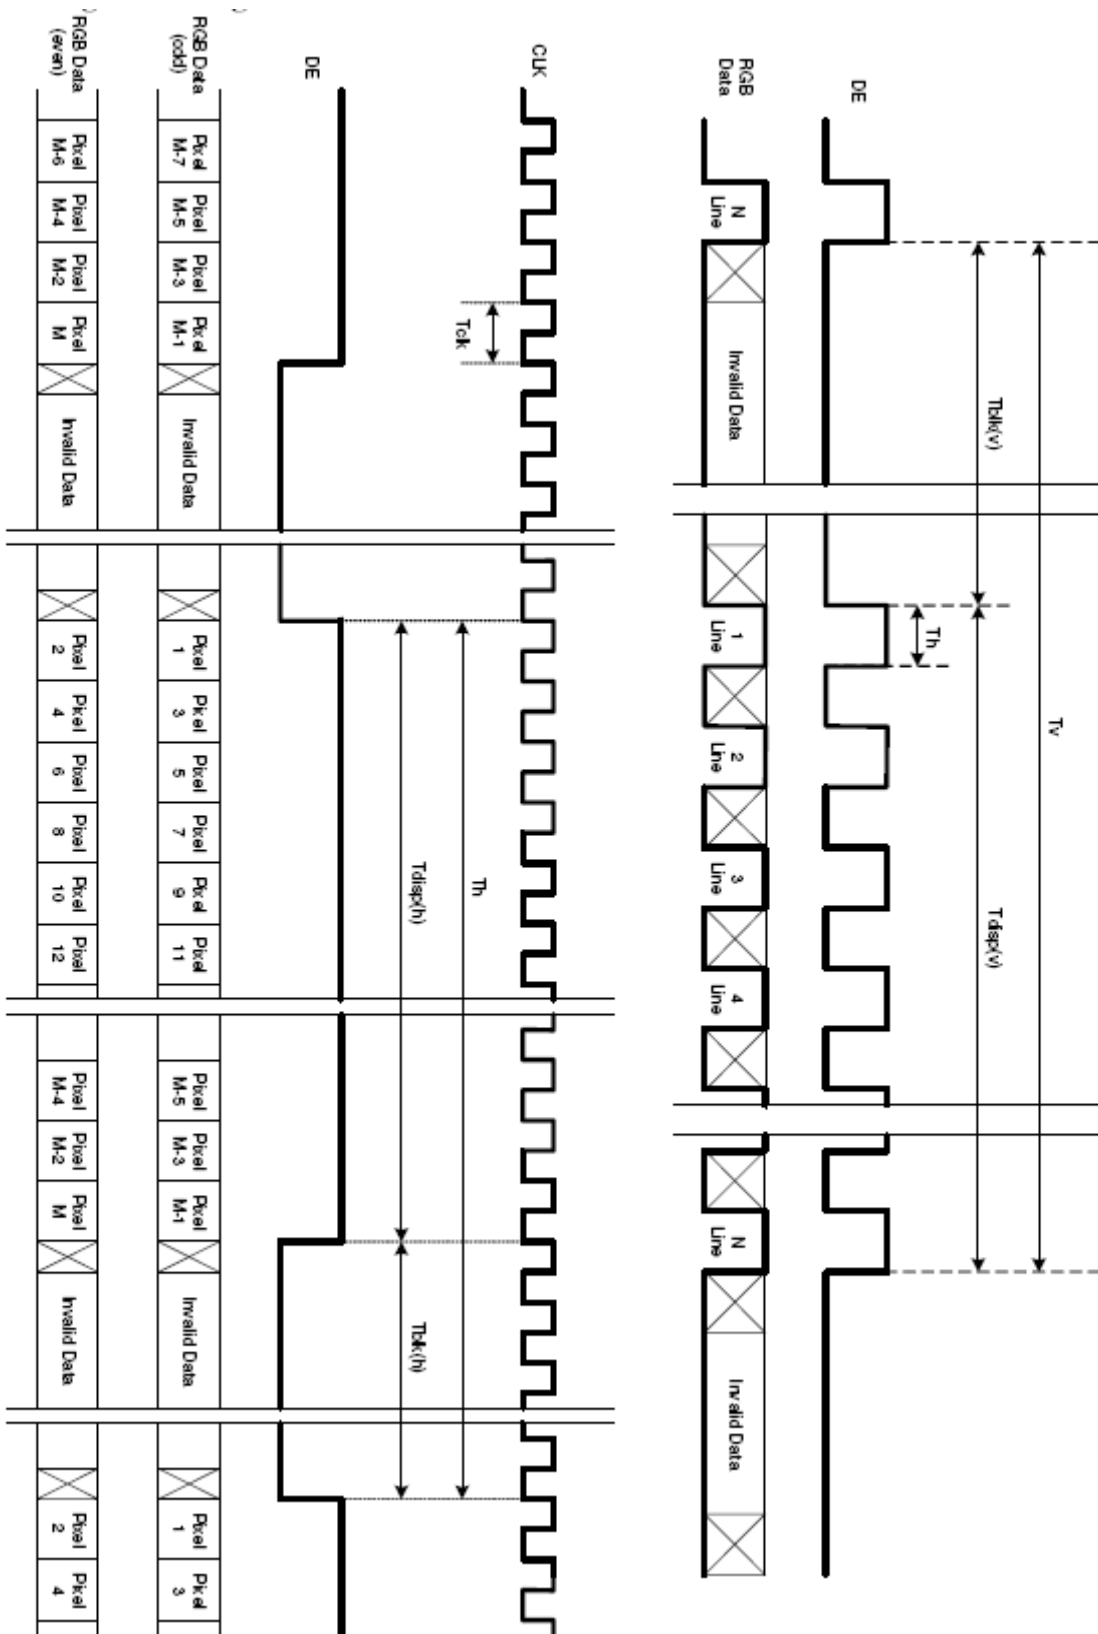 Tv
Tblk(v)
Tdisp(v)
Th
DE
RGB
Data
N
Line
Invalid Data
1
Line
2
Line
3
Line
4
Line
N
Line
Invalid Data
CLK
Tclk
Th
Tdisp(h)
Tblk(h)
DE
RGB Data
(odd)
Pixel
M-7
Pixel
M-5
Pixel
M-3
Pixel
M-1
Invalid Data
Pixel
1
Pixel
3
Pixel
5
Pixel
7
Pixel
9
Pixel
11
Pixel
M-5
Pixel
M-3
Pixel
M-1
Invalid Data
Pixel
1
Pixel
3
RGB Data
(even)
Pixel
M-6
Pixel
M-4
Pixel
M-2
Pixel
M
Invalid Data
Pixel
2
Pixel
4
Pixel
6
Pixel
8
Pixel
10
Pixel
12
Pixel
M-4
Pixel
M-2
Pixel
M
Invalid Data
Pixel
2
Pixel
4